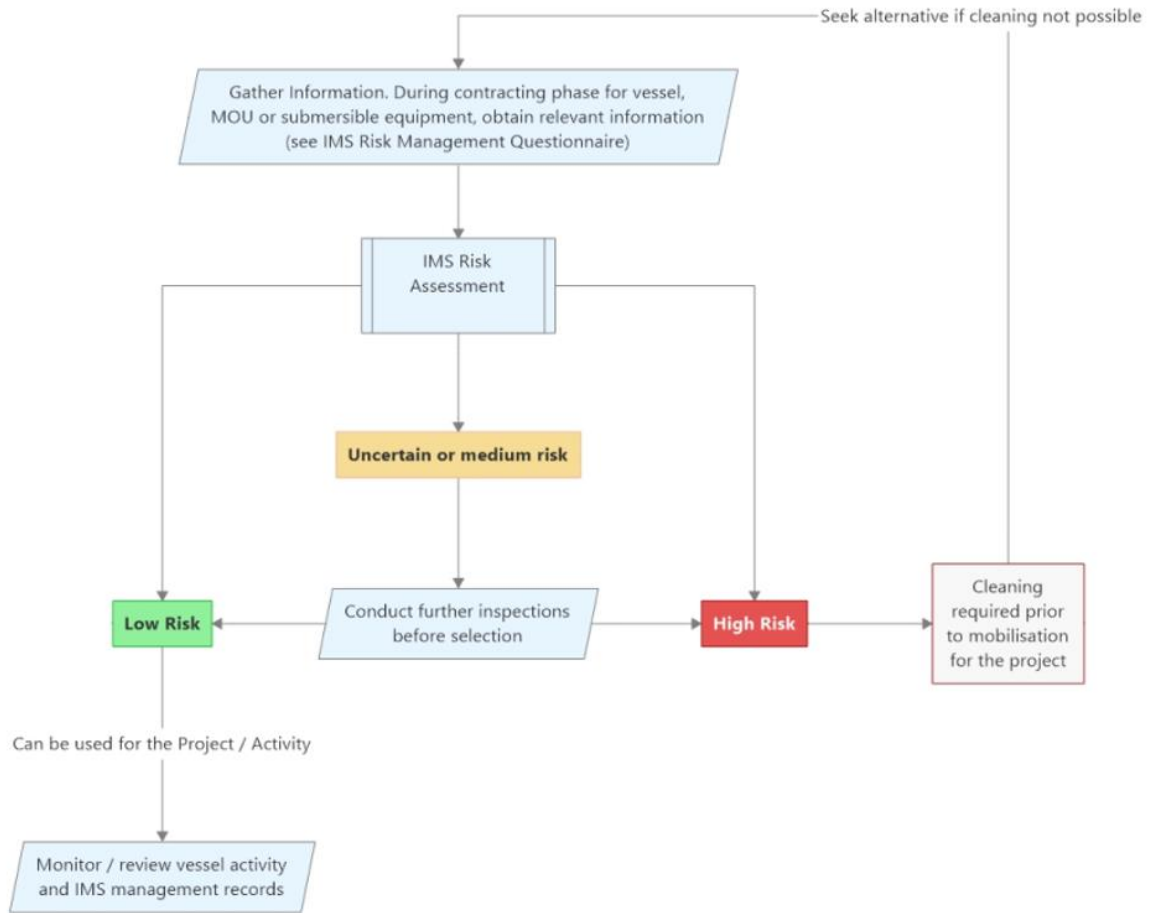 Seek alternative if cleaning not possible
Gather Information. During contracting phase for vessel,
MOU or submersible equipment, obtain relevant information
(see IMS Risk Management Questionnaire)
IMS Risk
Assessment
Uncertain or medium risk
Low Risk
Conduct further inspections
before selection
High Risk
Cleaning
required prior
to mobilisation
for the project
Can be used for the Project / Activity
Monitor / review vessel activity
and IMS management records